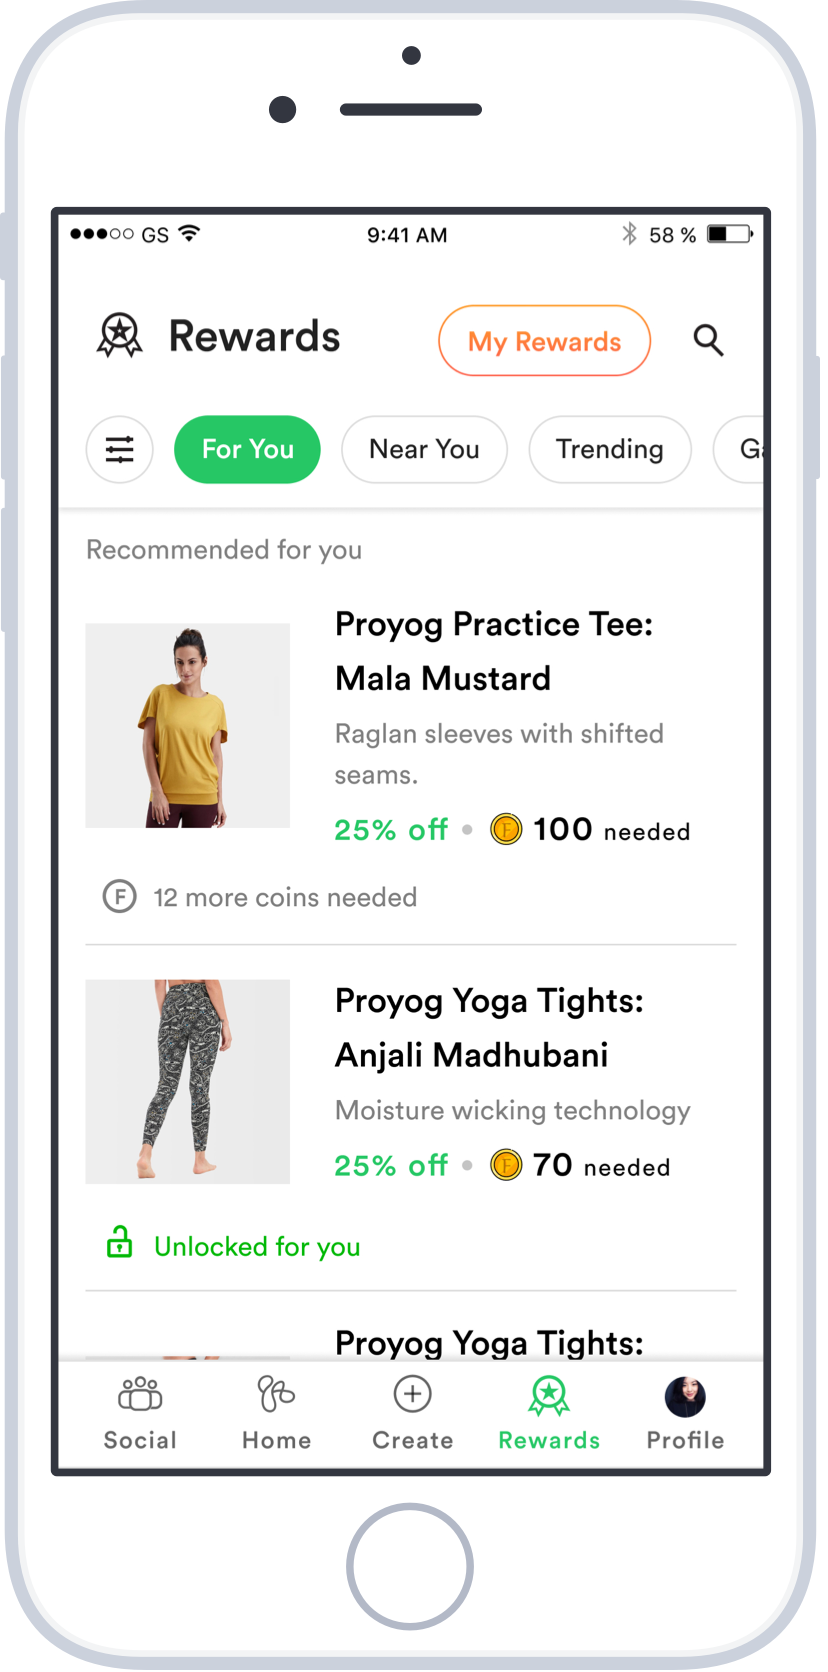 GS 9:41 AM 58 %
Rewards My Rewards
For You Near You Trending
Recommended for you
Proyog Practice Tee:
Mala Mustard
Raglan sleeves with shifted
seams.
25% off • F 100 needed
F 12 more coins needed
Proyog Yoga Tights:
Anjali Madhubani
Moisture wicking technology
25% off • F 70 needed
Unlocked for you
Proyog Yoga Tights:
Social Home Create Rewards Profile